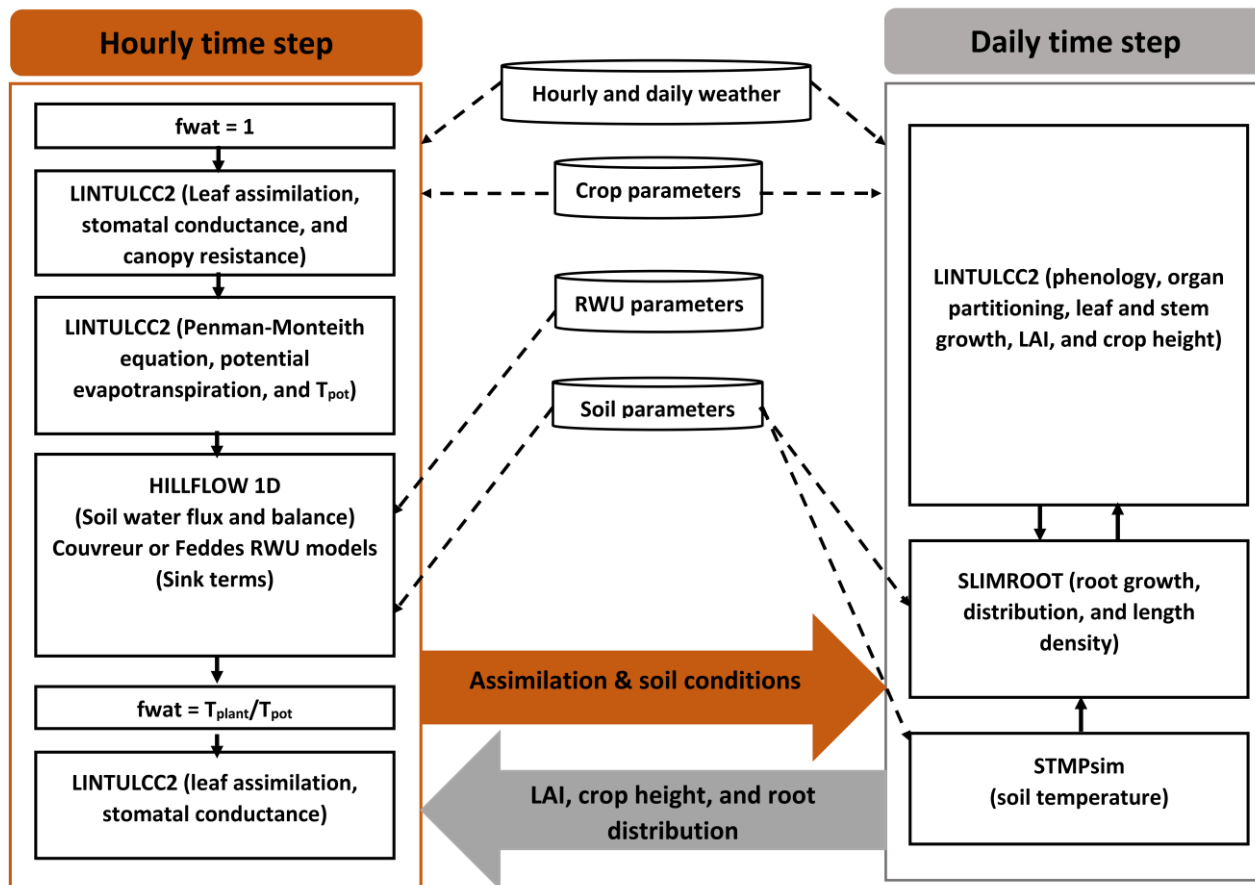 Hourly time step
fwat = 1
LINTULCC2 (Leaf assimilation,
stomatal conductance, and
canopy resistance)
LINTULCC2 (Penman-Monteith
equation, potential
evapotranspiration, and Tpot)
HILLFLOW 1D
(Soil water flux and balance)
Couvreur or Feddes RWU models
(Sink terms)
fwat = Tplant/Tpot
LINTULCC2 (leaf assimilation,
stomatal conductance)
Hourly and daily weather
Crop parameters
RWU parameters
Soil parameters
Assimilation & soil conditions
LAI, crop height, and root
distribution
Daily time step
LINTULCC2 (phenology, organ
partitioning, leaf and stem
growth, LAI, and crop height)
SLIMROOT (root growth,
distribution, and length
density)
STMPsim
(soil temperature)